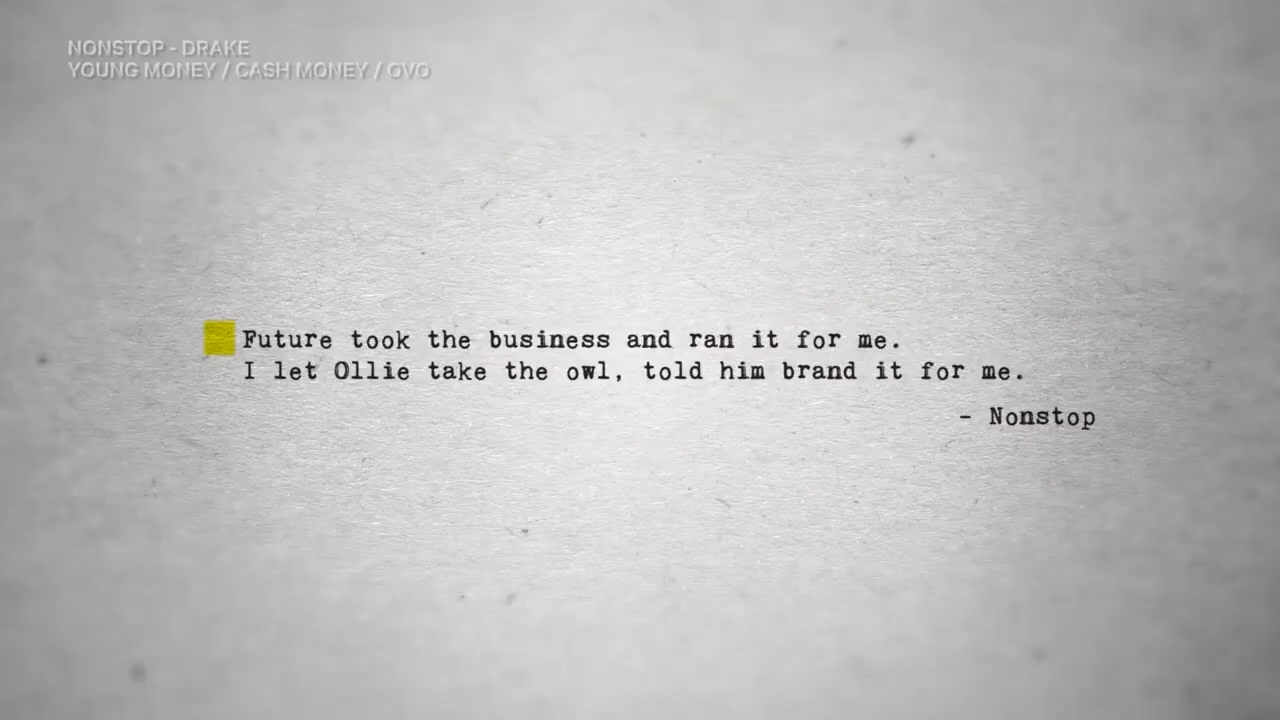 NONSTOP - DRAKE
YOUNG MONEY / CASH MONEY / OVO
Future took the business and ran it for me.
I let Ollie take the owl, told him brand it for me.
- Nonstop